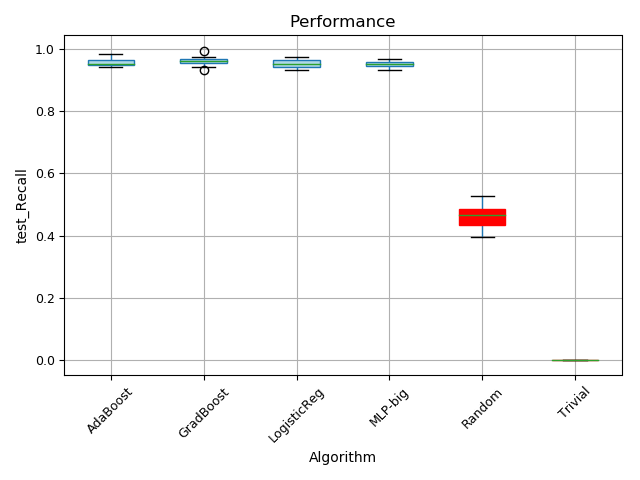 Performance
1.0
0.8
0.6
0.4
0.2
0.0
test_Recall
AdaBoost
GradBoost
LogisticReg
MLP-big
Random
Trivial
Algorithm